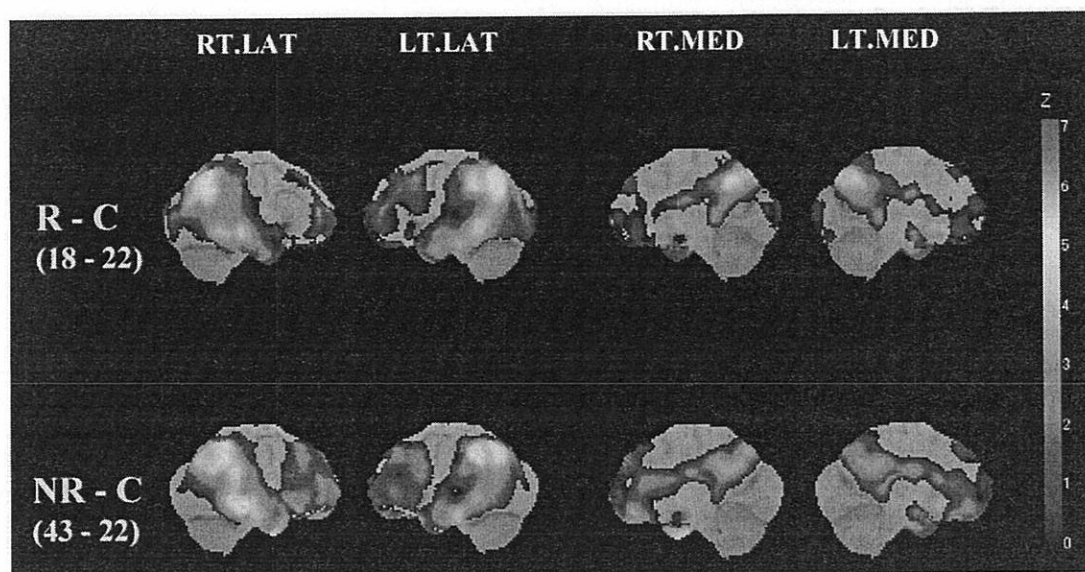 RT.LAT LT.LAT RT.MED LT.MED
Z
7
6
5
4
3
2
1
0
R - C
(18 - 22)
NR - C
(43 - 22)